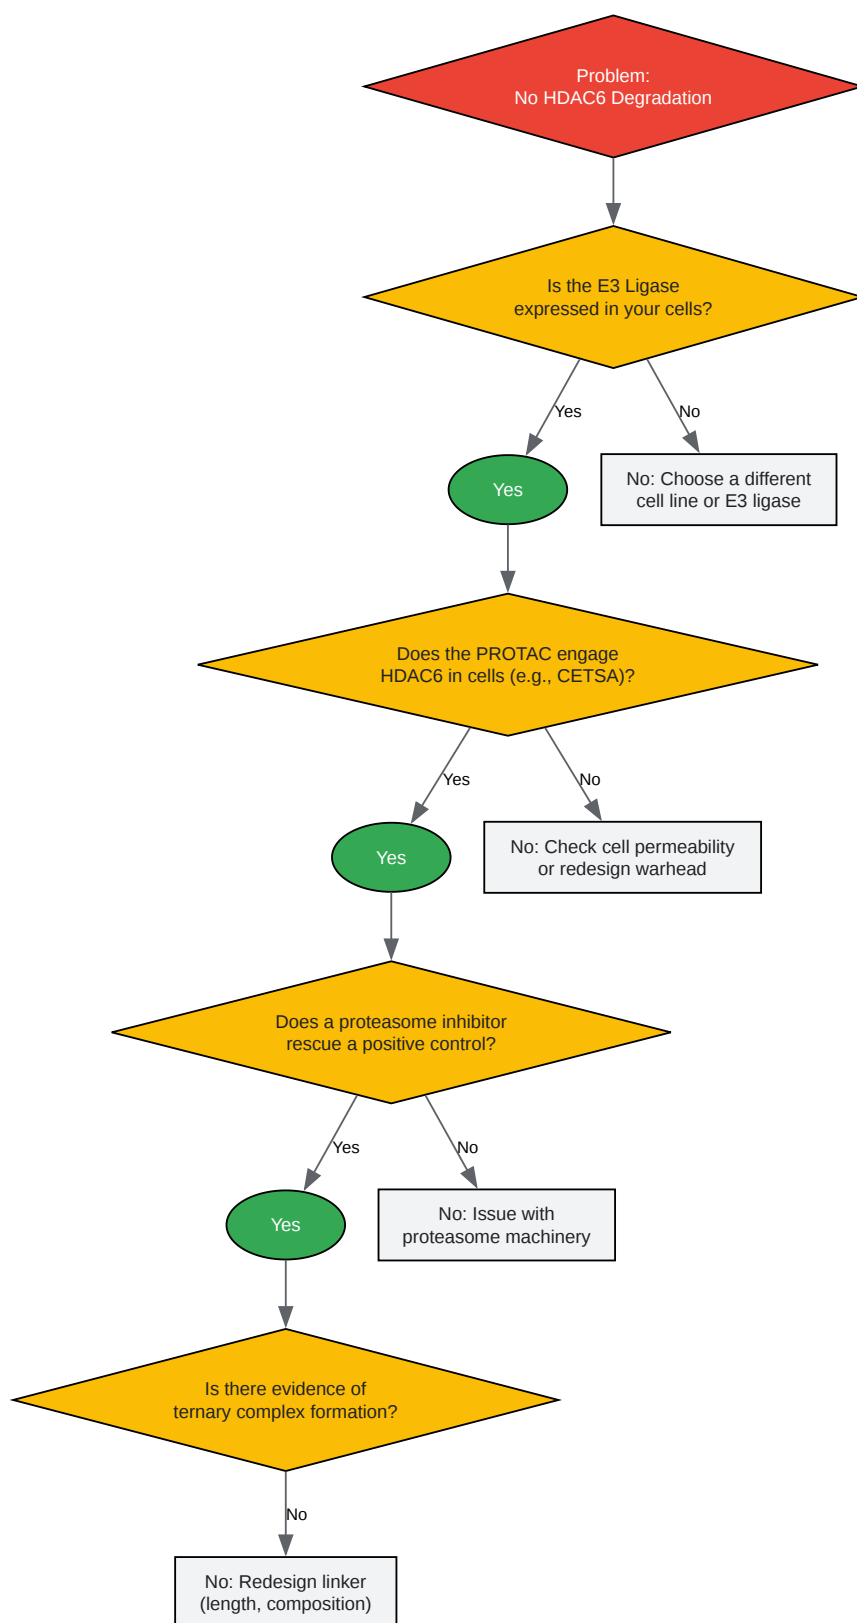 Problem:
No HDAC6 Degradation
Is the E3 Ligase
expressed in your cells?
Yes
No
Yes
No: Choose a different
cell line or E3 ligase
Does the PROTAC engage
HDAC6 in cells (e.g., CETSA)?
Yes
No
Yes
No: Check cell permeability
or redesign warhead
Does a proteasome inhibitor
rescue a positive control?
Yes
No
Yes
No: Issue with
proteasome machinery
Is there evidence of
ternary complex formation?
No
No: Redesign linker
(length, composition)